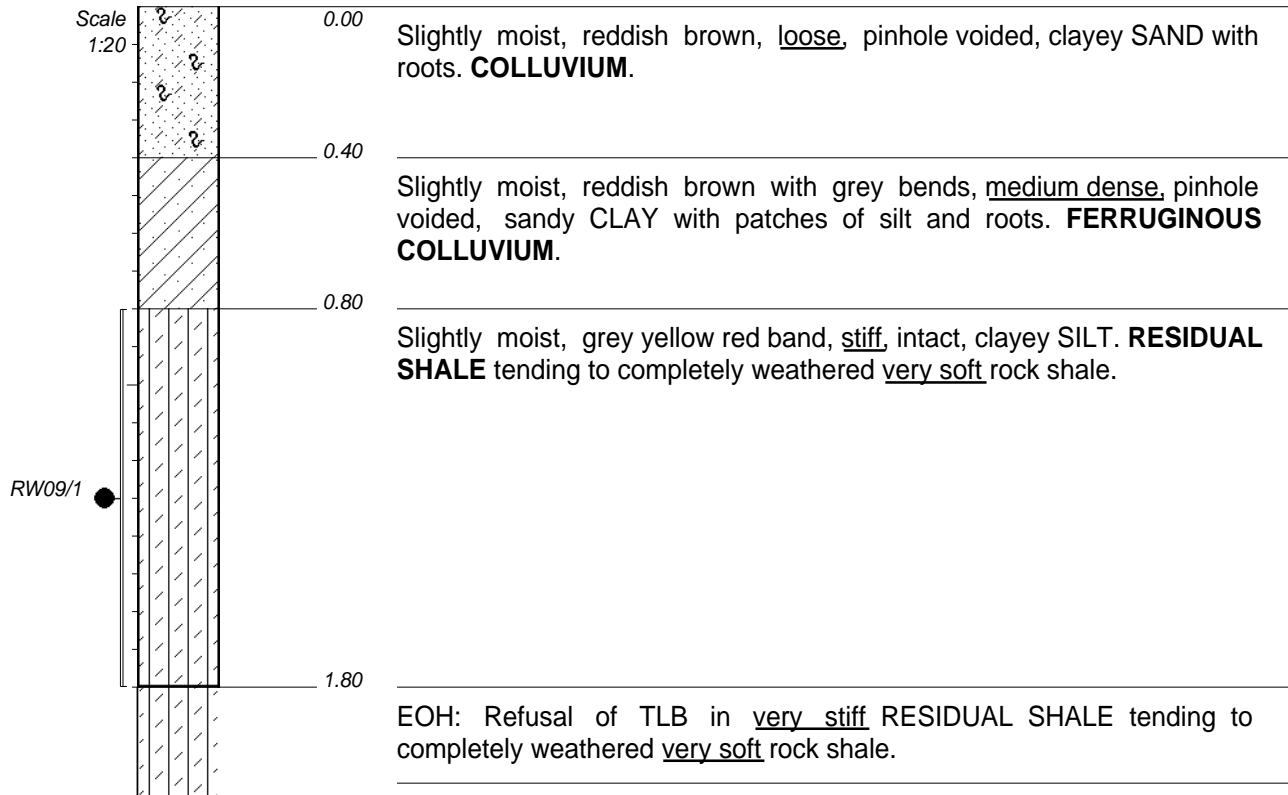 Scale
1:20
0.00
Slightly moist, reddish brown, loose, pinhole voided, clayey SAND with
roots. COLLUVIUM.
0.40
Slightly moist, reddish brown with grey bends, medium dense, pinhole
voided, sandy CLAY with patches of silt and roots. FERRUGINOUS
COLLUVIUM.
0.80
Slightly moist, grey yellow red band, stiff, intact, clayey SILT. RESIDUAL
SHALE tending to completely weathered very soft rock shale.
RW09/1
1.80
EOH: Refusal of TLB in very stiff RESIDUAL SHALE tending to
completely weathered very soft rock shale.